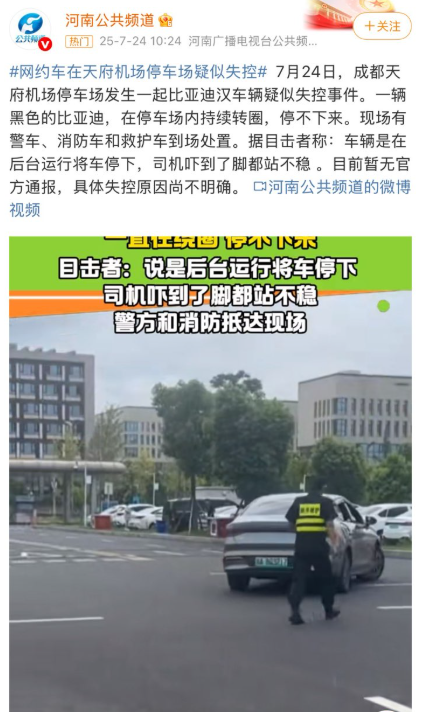 公共频道
河南公共频道
+关注
热门 25-7-24 10:24 河南广播电视台公共频...
#网约车在天府机场停车场疑似失控# 7月24日，成都天
府机场停车场发生一起比亚迪汉车辆疑似失控事件。一辆
黑色的比亚迪，在停车场内持续转圈，停不下来。现场有
警车、消防车和救护车到场处置。据目击者称：车辆是在
后台运行将车停下，司机吓到了脚都站不稳 。目前暂无官
方通报，具体失控原因尚不明确。 河南公共频道的微博
视频
一直在绕圈 停不下来
目击者：说是后台运行将车停下
司机吓到了脚都站不稳
警方和消防抵达现场